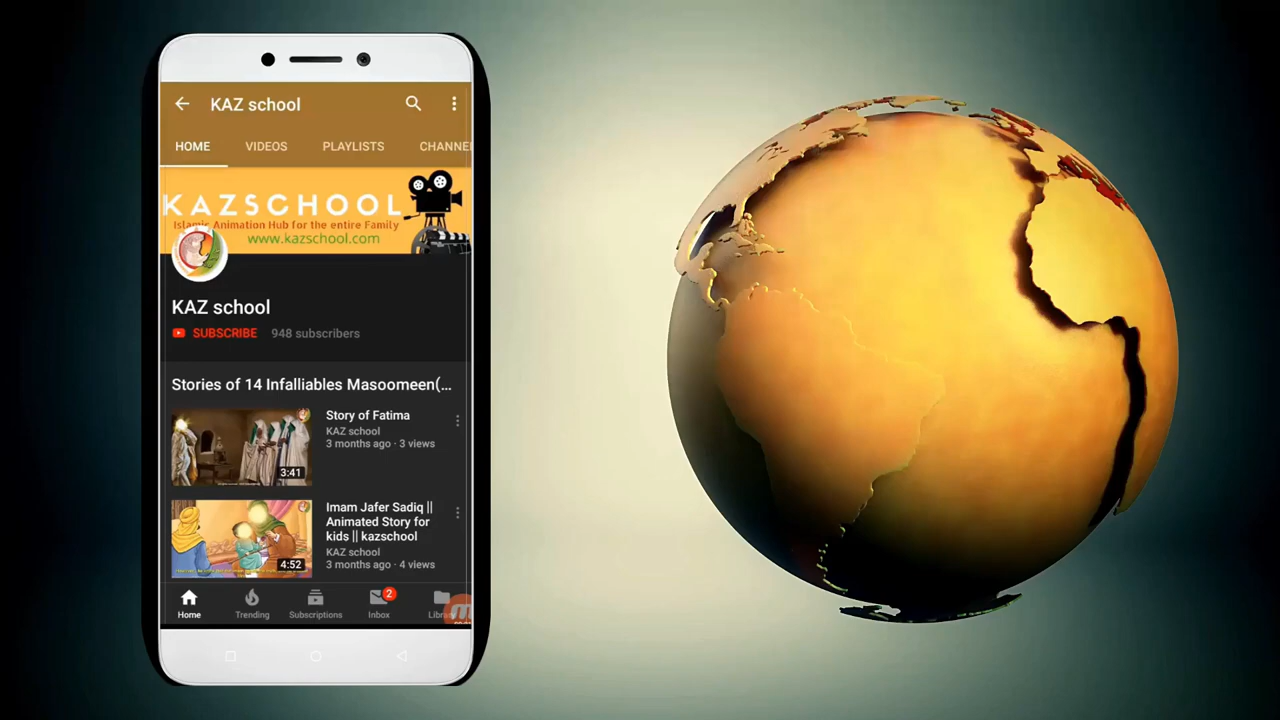 KAZ school
HOME VIDEOS PLAYLISTS CHANNE
KAZSCHOOL
Islamic Animation Hub for the entire Family
www.kazschool.com
KAZ school
SUBSCRIBE 948 subscribers
Stories of 14 Infalliables Masoomeen(...
Story of Fatima
KAZ school
3 months ago · 3 views
3:41
Imam Jafer Sadiq ||
Animated Story for
kids || kazschool
KAZ school
3 months ago · 4 views
4:52
2
Home Trending Subscriptions Inbox